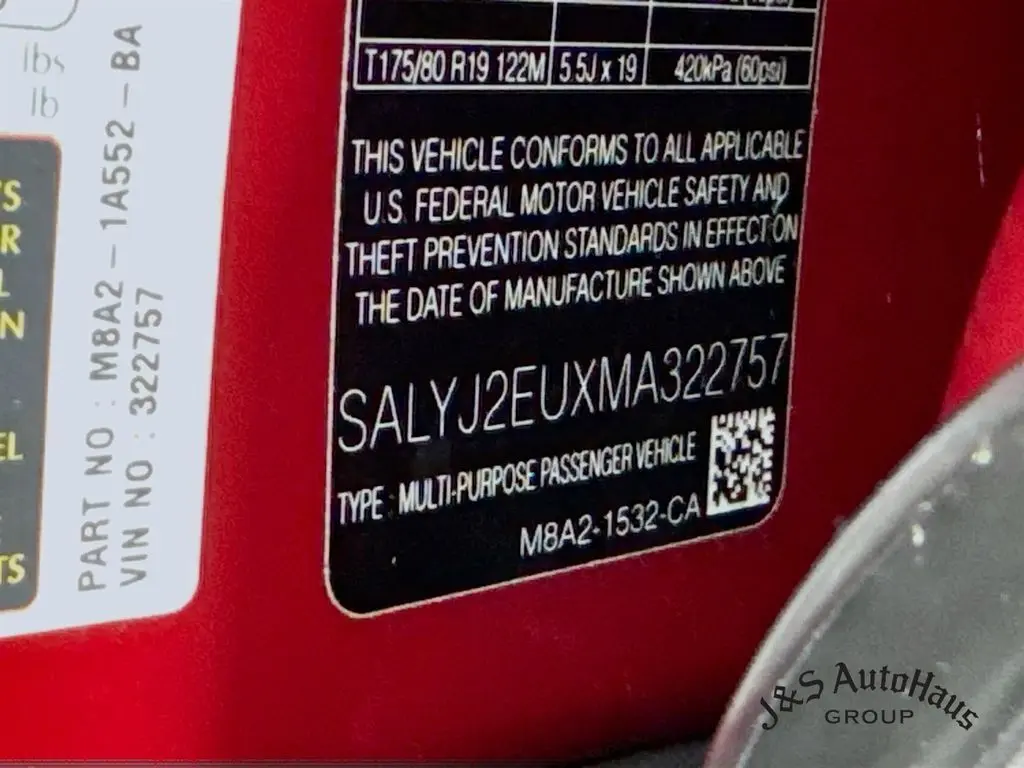 lbs
lb
PART NO : M8A2 - 1A552 - BA
VIN NO : 322757
T175/80 R19 122M 5.5J x 19 420kPa (60psi)
THIS VEHICLE CONFORMS TO ALL APPLICABLE
U.S. FEDERAL MOTOR VEHICLE SAFETY AND
THEFT PREVENTION STANDARDS IN EFFECT ON
THE DATE OF MANUFACTURE SHOWN ABOVE
SALYJ2EUXMA322757
TYPE : MULTI-PURPOSE PASSENGER VEHICLE
M8A2-1532-CA
J&S AutoHaus
GROUP